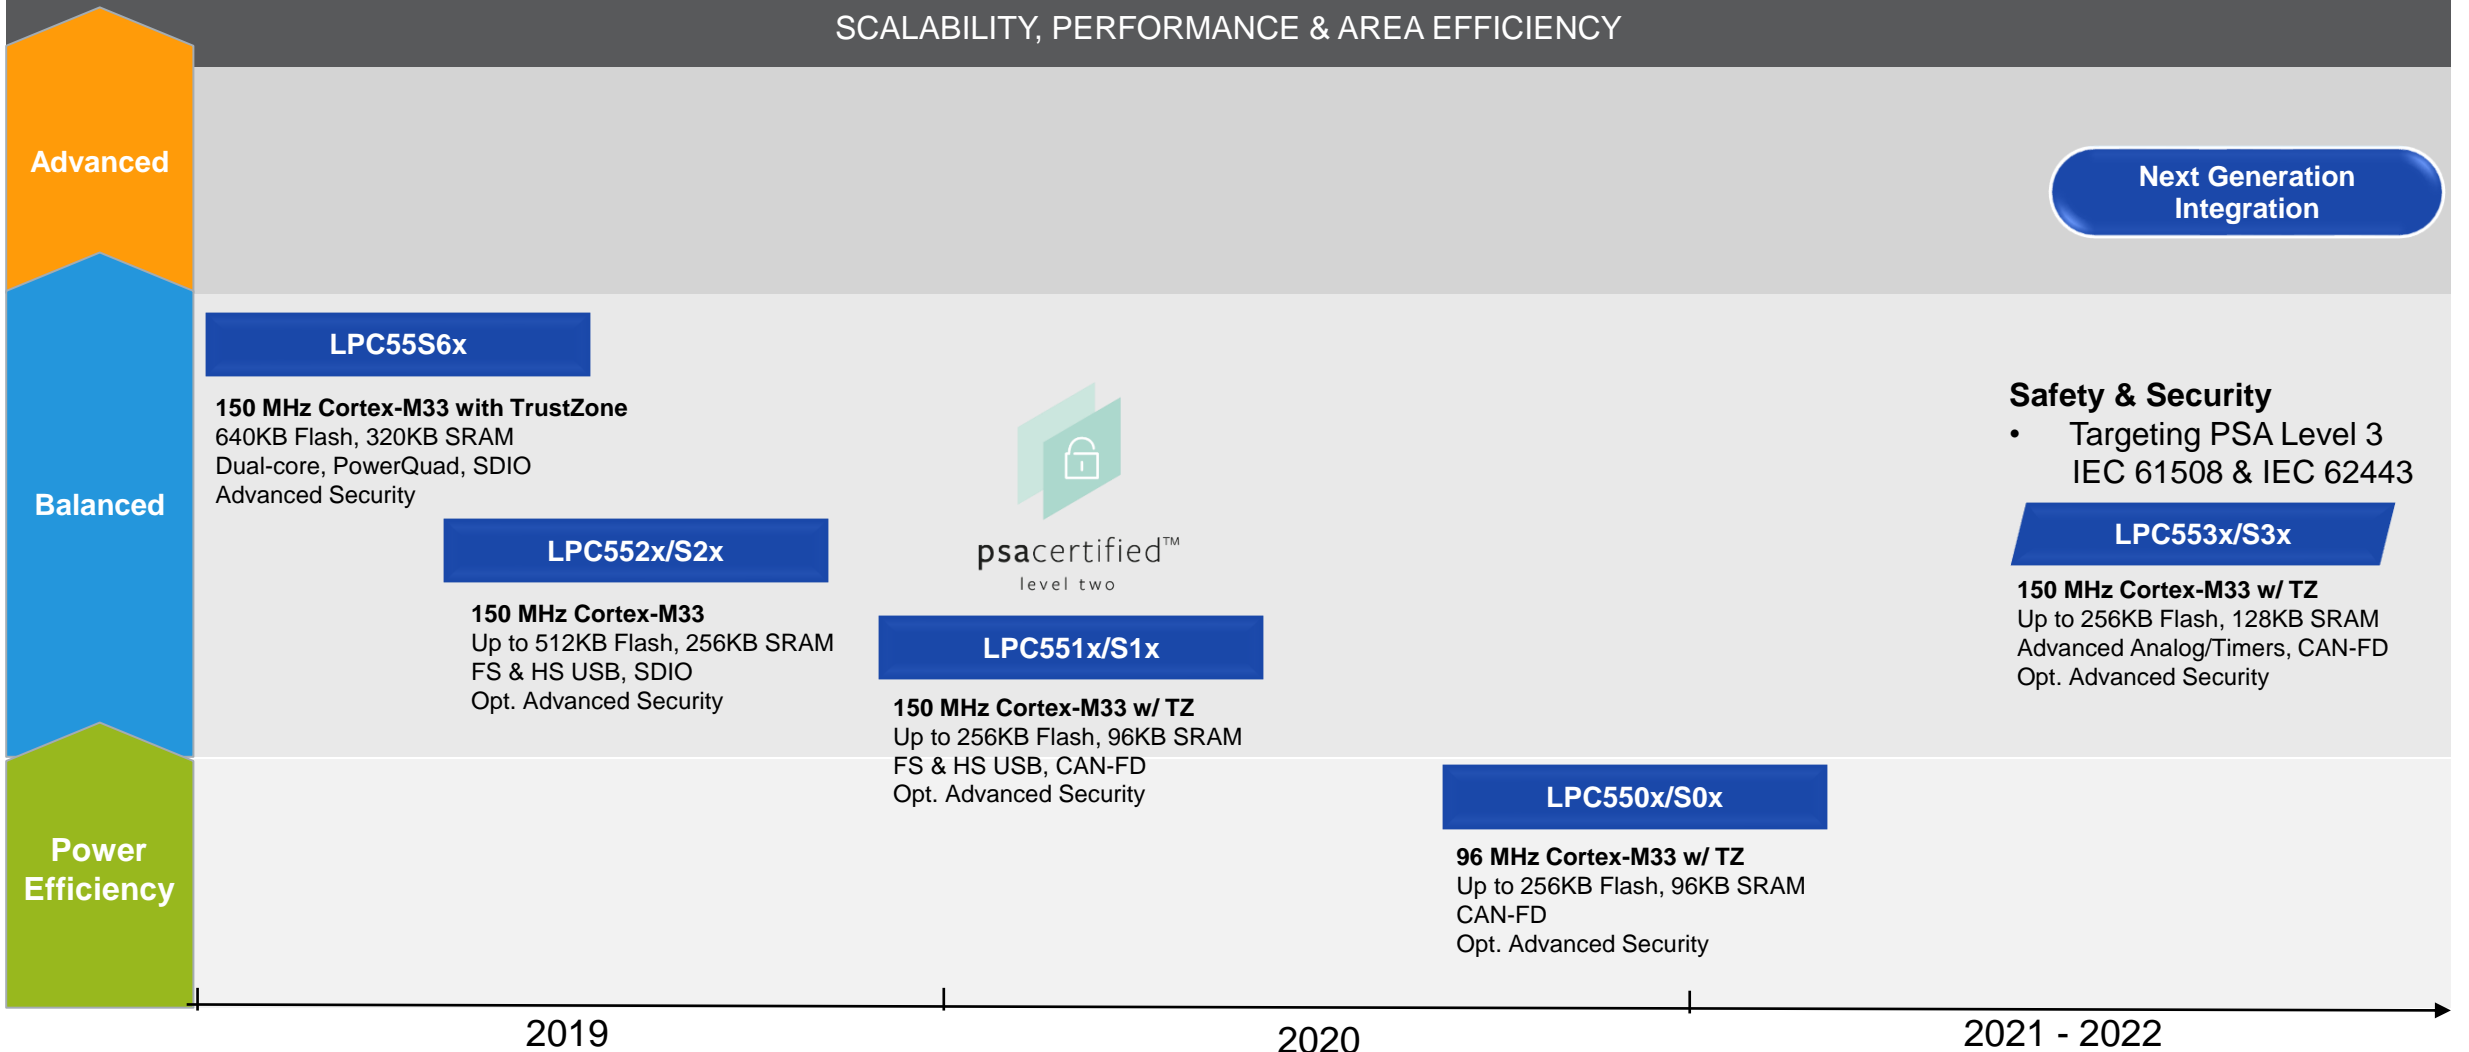 SCALABILITY, PERFORMANCE & AREA EFFICIENCY
Advanced
Next Generation
Integration
Balanced
LPC55S6x
150 MHz Cortex-M33 with TrustZone
640KB Flash, 320KB SRAM
Dual-core, PowerQuad, SDIO
Advanced Security
LPC552x/S2x
150 MHz Cortex-M33
Up to 512KB Flash, 256KB SRAM
FS & HS USB, SDIO
Opt. Advanced Security
psacertified™
level two
LPC551x/S1x
150 MHz Cortex-M33 w/ TZ
Up to 256KB Flash, 96KB SRAM
FS & HS USB, CAN-FD
Opt. Advanced Security
Safety & Security
• Targeting PSA Level 3
IEC 61508 & IEC 62443
LPC553x/S3x
150 MHz Cortex-M33 w/ TZ
Up to 256KB Flash, 128KB SRAM
Advanced Analog/Timers, CAN-FD
Opt. Advanced Security
Power
Efficiency
LPC550x/S0x
96 MHz Cortex-M33 w/ TZ
Up to 256KB Flash, 96KB SRAM
CAN-FD
Opt. Advanced Security
2019
2020
2021 - 2022